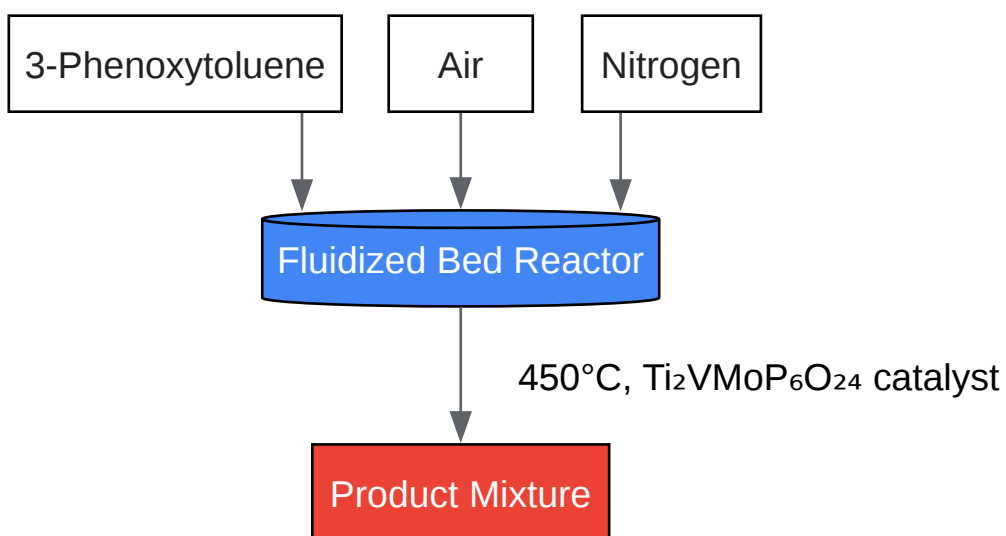 3-Phenoxytoluene
Air
Nitrogen
Fluidized Bed Reactor
450°C, Ti₂VMoP₆O₂₄ catalyst
Product Mixture